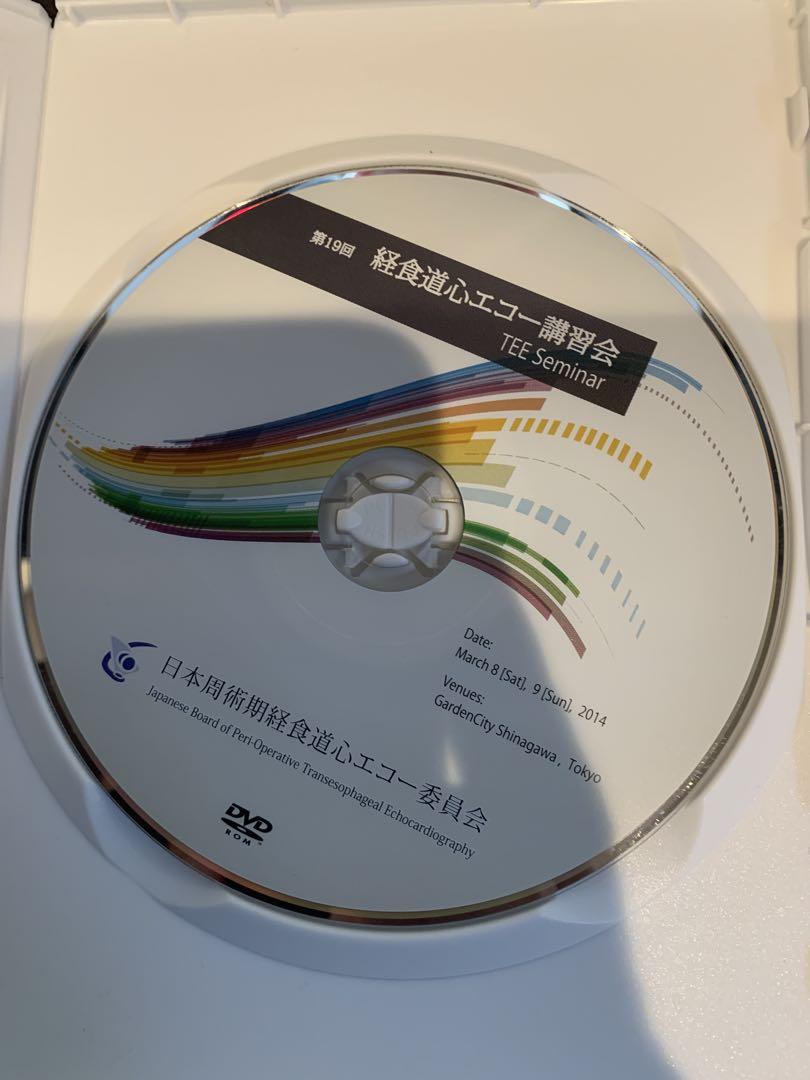 第19回 経食道心エコー講習会
TEE Seminar
Date:
March 8 [Sat], 9 [Sun], 2014
Venues:
GardenCity Shinagawa, Tokyo
日本周術期経食道心エコー委員会
Japanese Board of Peri-Operative Transesophageal Echocardiography
DVD
ROM™